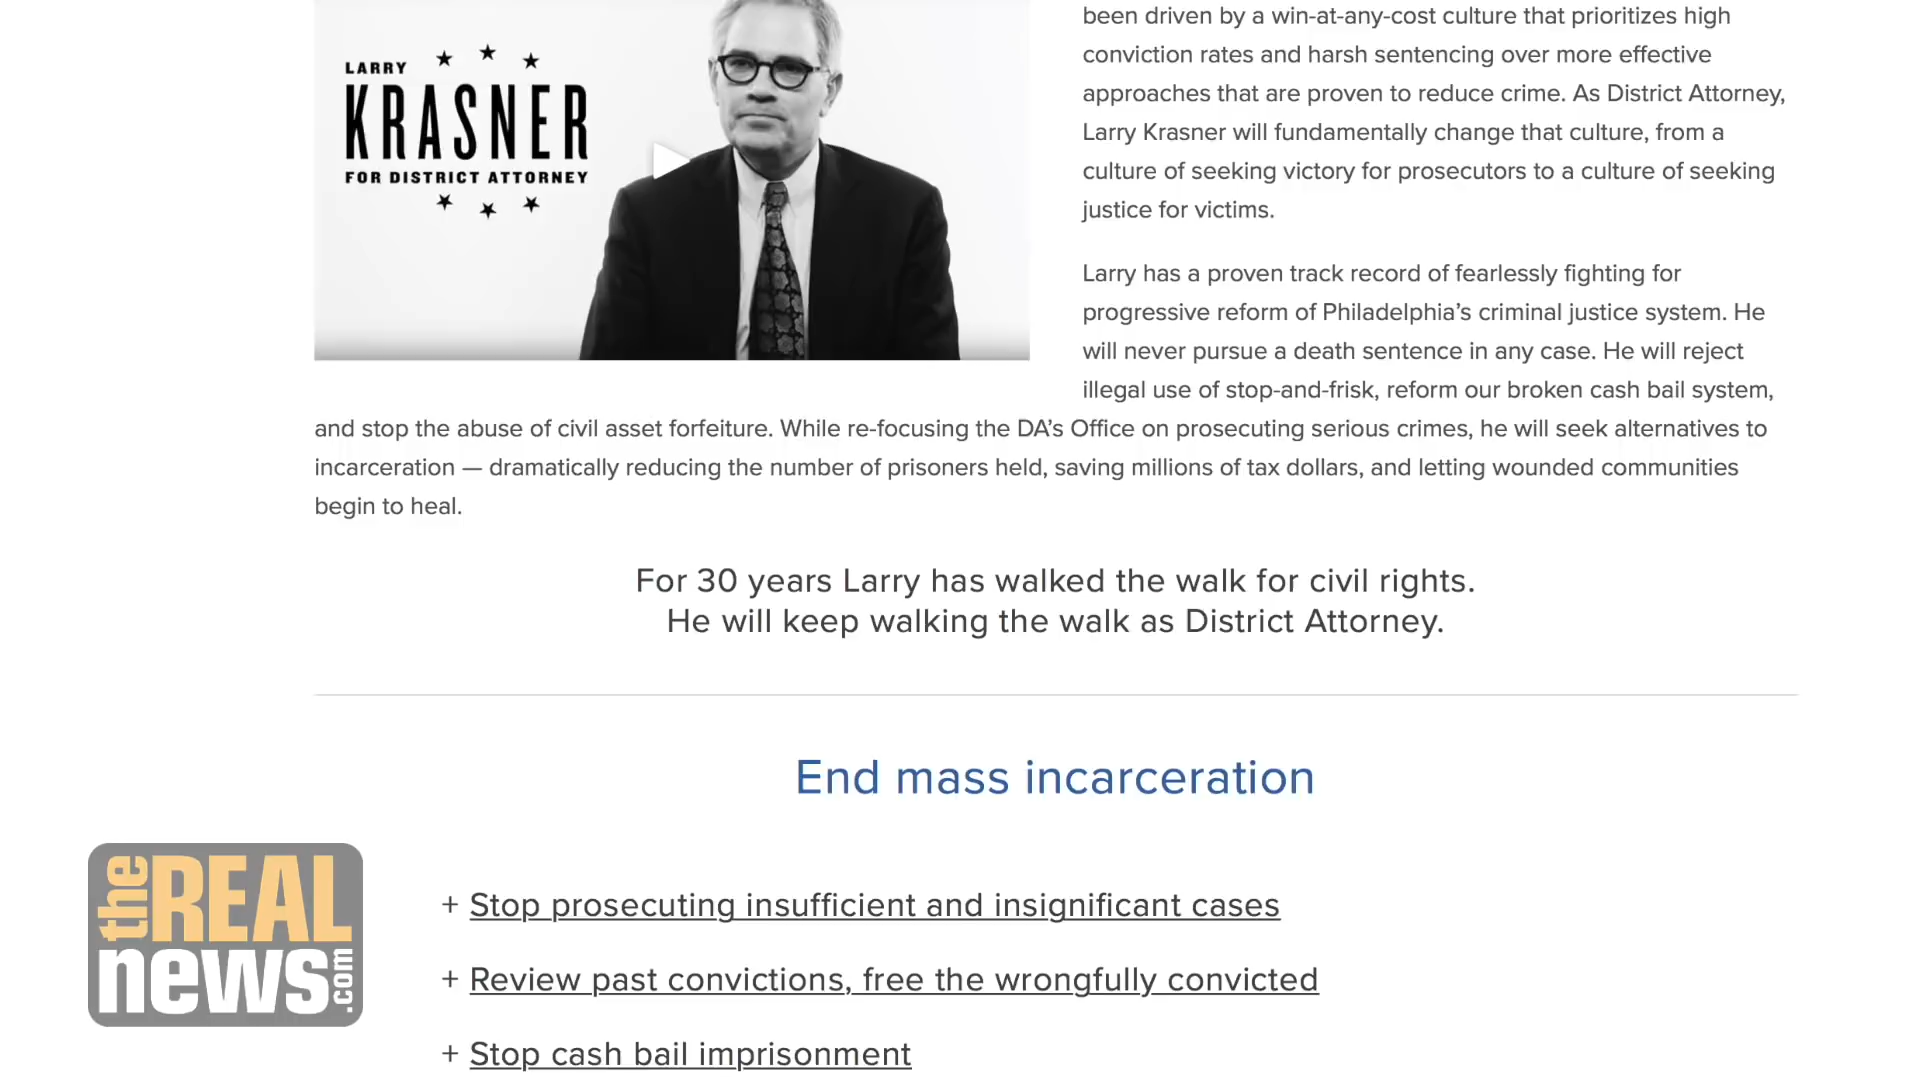 LARRY
KRASNER
FOR DISTRICT ATTORNEY
been driven by a win-at-any-cost culture that prioritizes high
conviction rates and harsh sentencing over more effective
approaches that are proven to reduce crime. As District Attorney,
Larry Krasner will fundamentally change that culture, from a
culture of seeking victory for prosecutors to a culture of seeking
justice for victims.
Larry has a proven track record of fearlessly fighting for
progressive reform of Philadelphia’s criminal justice system. He
will never pursue a death sentence in any case. He will reject
illegal use of stop-and-frisk, reform our broken cash bail system,
and stop the abuse of civil asset forfeiture. While re-focusing the DA’s Office on prosecuting serious crimes, he will seek alternatives to
incarceration — dramatically reducing the number of prisoners held, saving millions of tax dollars, and letting wounded communities
begin to heal.
For 30 years Larry has walked the walk for civil rights.
He will keep walking the walk as District Attorney.
End mass incarceration
+ Stop prosecuting insufficient and insignificant cases
+ Review past convictions, free the wrongfully convicted
+ Stop cash bail imprisonment
the REAL
news.com